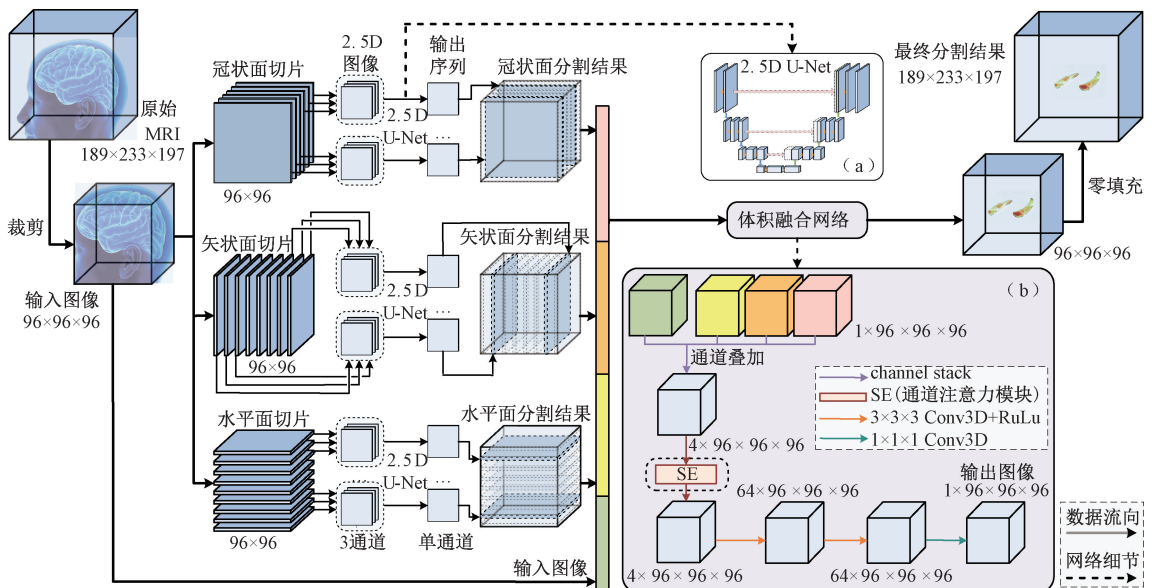 原始
MRI
189×233×197
裁剪
输入图像
96×96×96
冠状面切片
96×96
2.5D
图像
2.5D
U-Net
...
输出
序列
冠状面分割结果
矢状面切片
96×96
2.5D
U-Net
...
矢状面分割结果
水平面切片
96×96
2.5D
U-Net
...
3通道
单通道
水平面分割结果
输入图像
2.5D U-Net
(a)
体积融合网络
最终分割结果
189×233×197
零填充
96×96×96
(b)
1×96×96×96
通道叠加
4×96×96×96
SE
4×96×96×96
64×96×96×96
64×96×96×96
输出图像
1×96×96×96
channel stack
SE(通道注意力模块)
3×3×3 Conv3D+RuLu
1×1×1 Conv3D
数据流向
网络细节